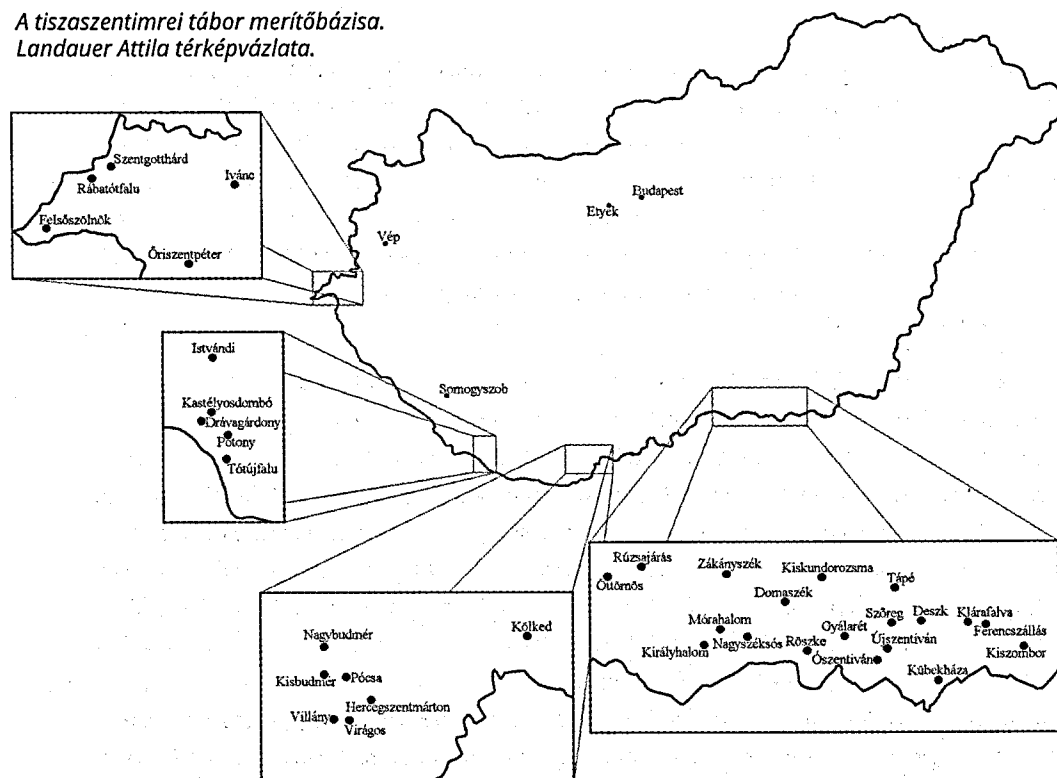 A tiszaszentimrei tábor merítőbázisa.
Landauer Attila térképvázlata.
Szentgotthárd
Rábatótfalu
Ivánc
Felsőszölnök
Őriszentpéter
Budapest
Etyek
Vép
Somogyszob
Istvándi
Kastélyosdombó
Drávagárdony
Potony
Tótújfalu
Nagybudmér
Kölked
Kisbudmér
Pócsa
Hercegszentmárton
Villány
Virágos
Rúzsajárás
Zákányszék
Kiskundorozsma
Öttömös
Tápé
Domaszék
Mórahalom
Gyálarét
Szőreg
Deszk
Klárafalva
Ferencszállás
Királyhalom
Nagyszéksós
Röszke
Újszentiván
Kiszombor
Ószentiván
Kübekháza